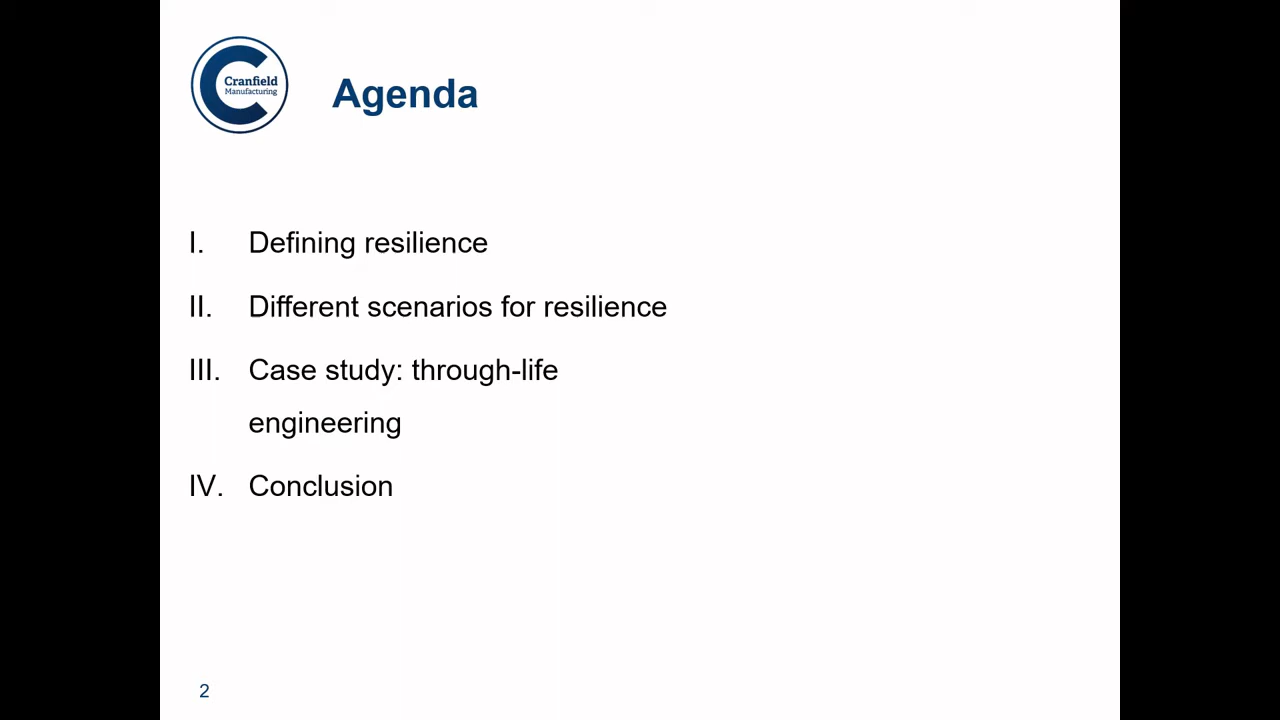 Cranfield
Manufacturing
Agenda
I. Defining resilience
II. Different scenarios for resilience
III. Case study: through-life
engineering
IV. Conclusion
2